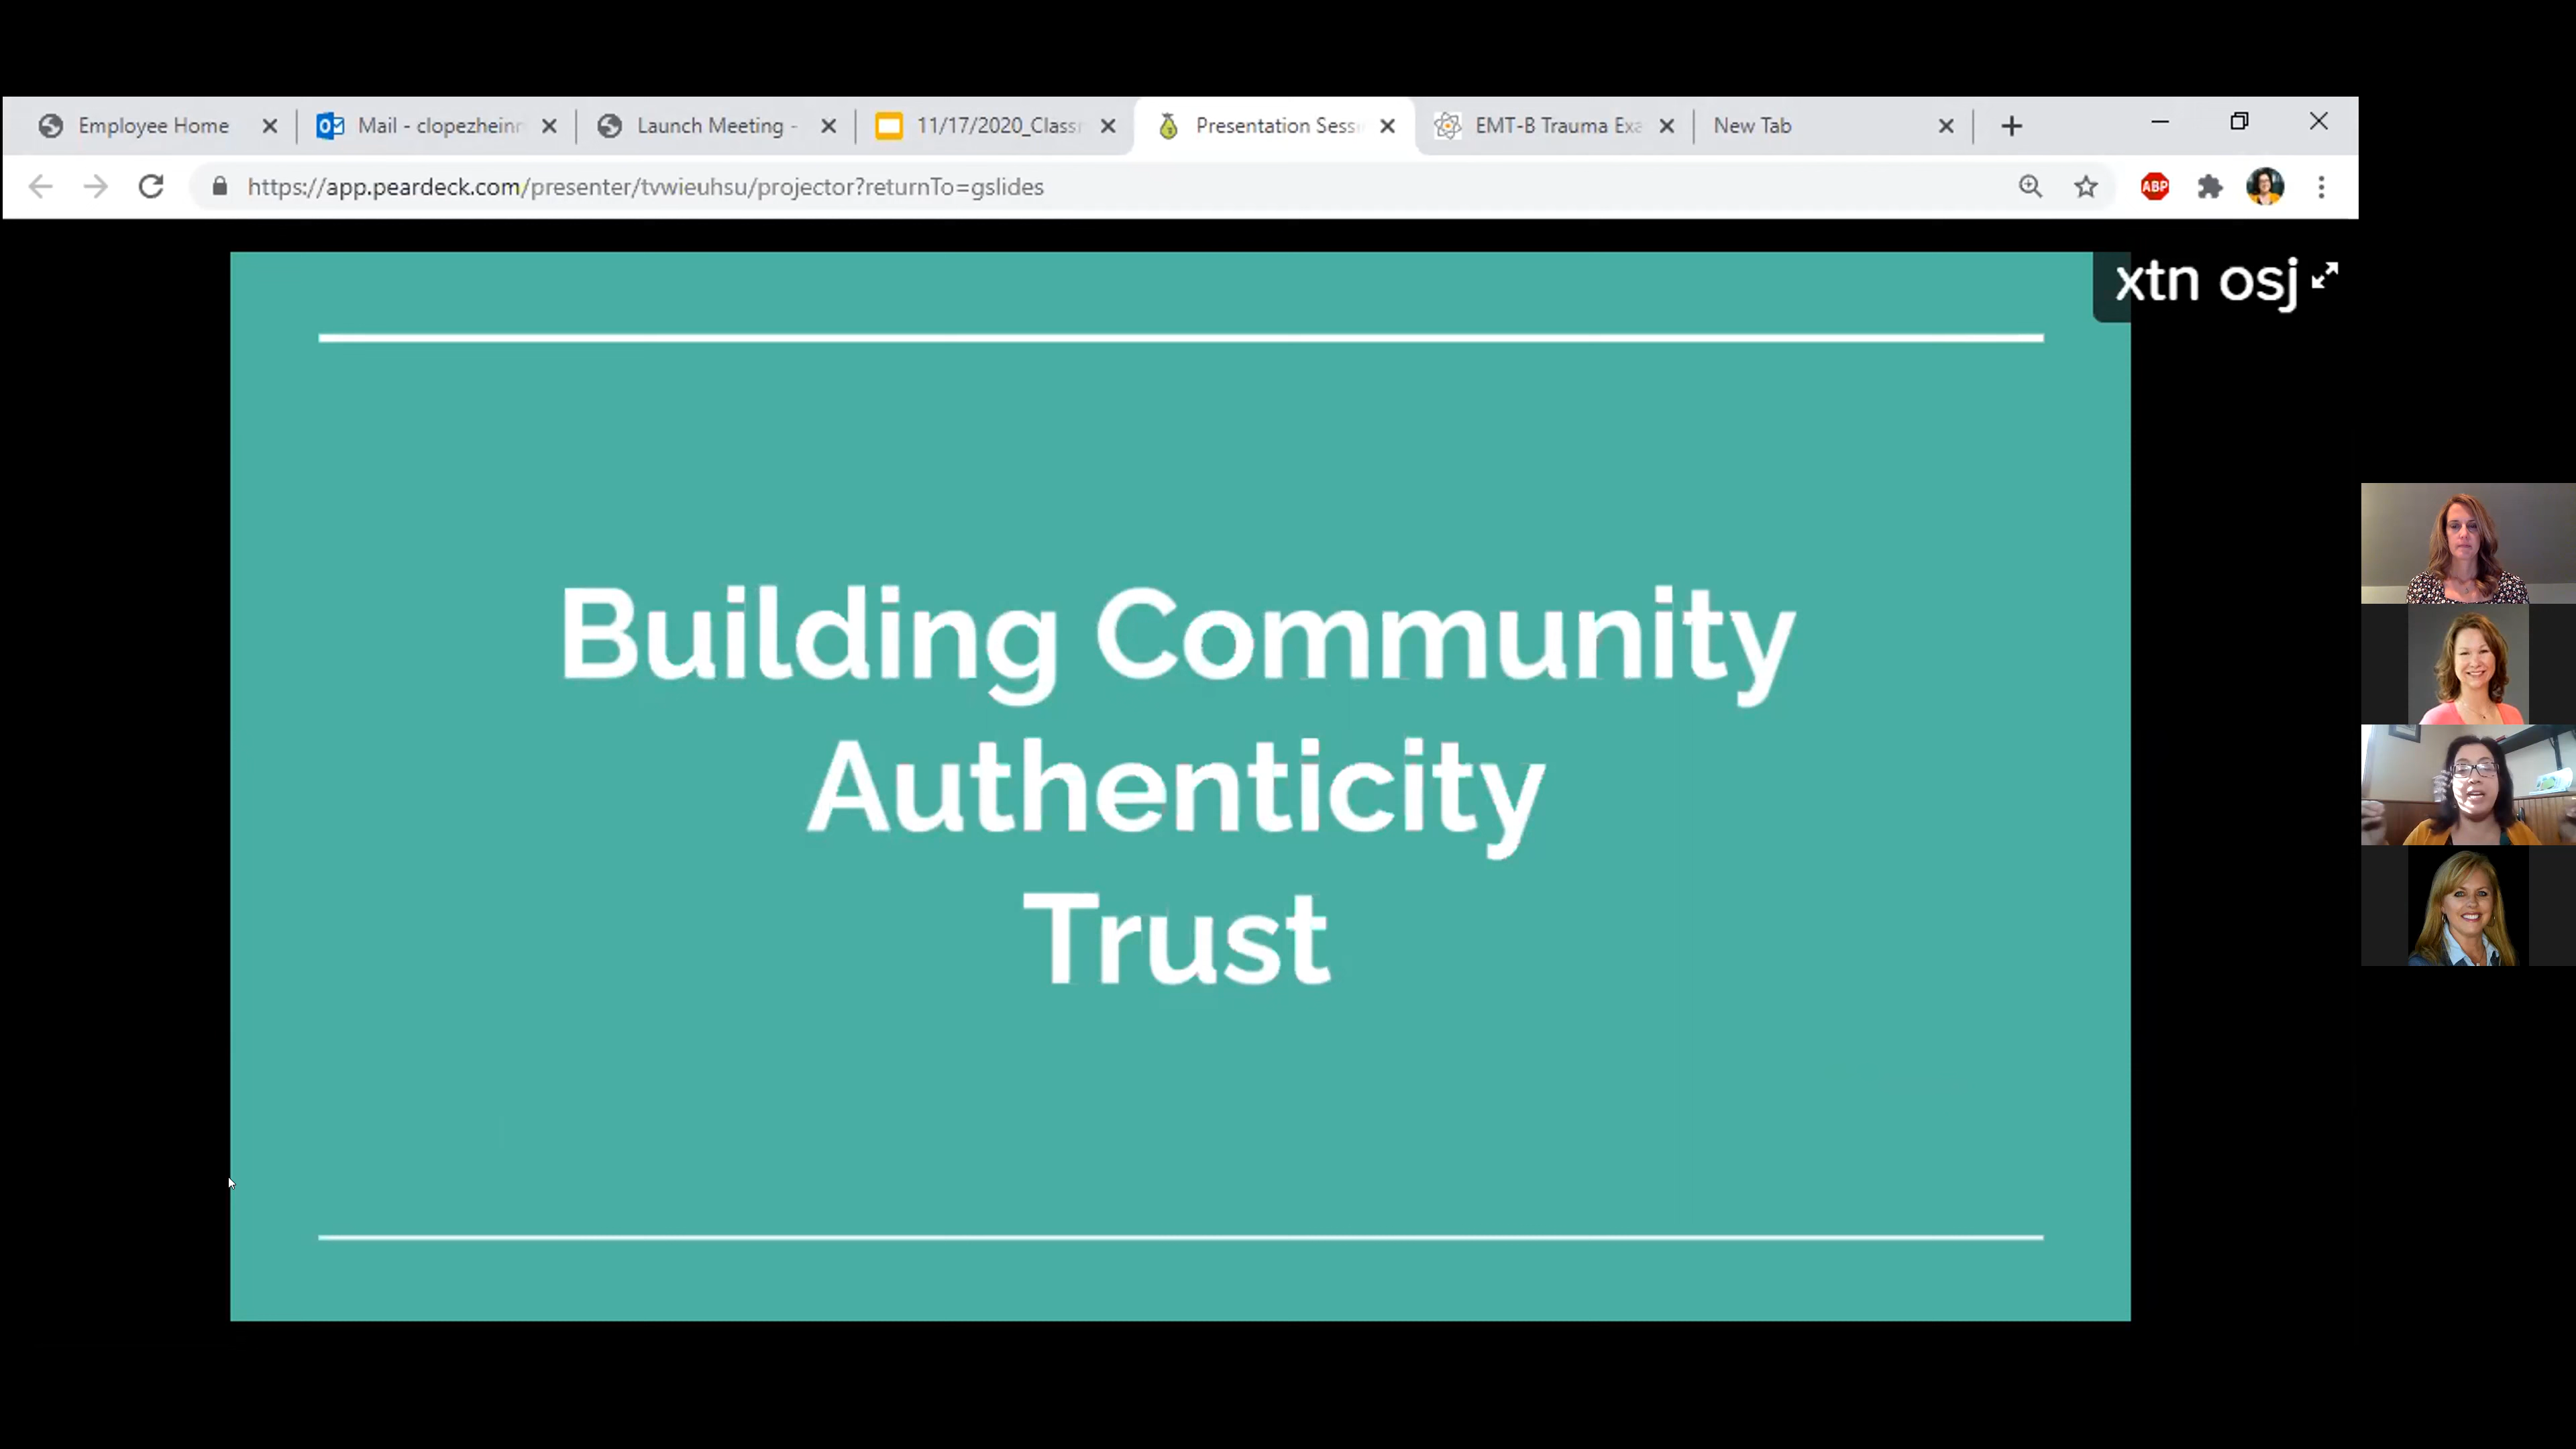 Employee Home
Mail - clopezhein
Launch Meeting -
11/17/2020_Class
Presentation Sess
EMT-B Trauma Exa
New Tab
https://app.peardeck.com/presenter/tvwieuhsu/projector?returnTo=gslides
ABP
xtn osj
Building Community
Authenticity
Trust